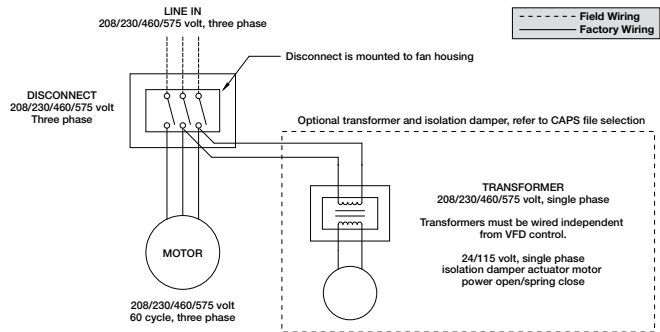 LINE IN
208/230/460/575 volt, three phase
Field Wiring
Factory Wiring
Disconnect is mounted to fan housing
DISCONNECT
208/230/460/575 volt
Three phase
Optional transformer and isolation damper, refer to CAPS file selection
TRANSFORMER
208/230/460/575 volt, single phase
Transformers must be wired independent
from VFD control.
24/115 volt, single phase
isolation damper actuator motor
power open/spring close
MOTOR
208/230/460/575 volt
60 cycle, three phase